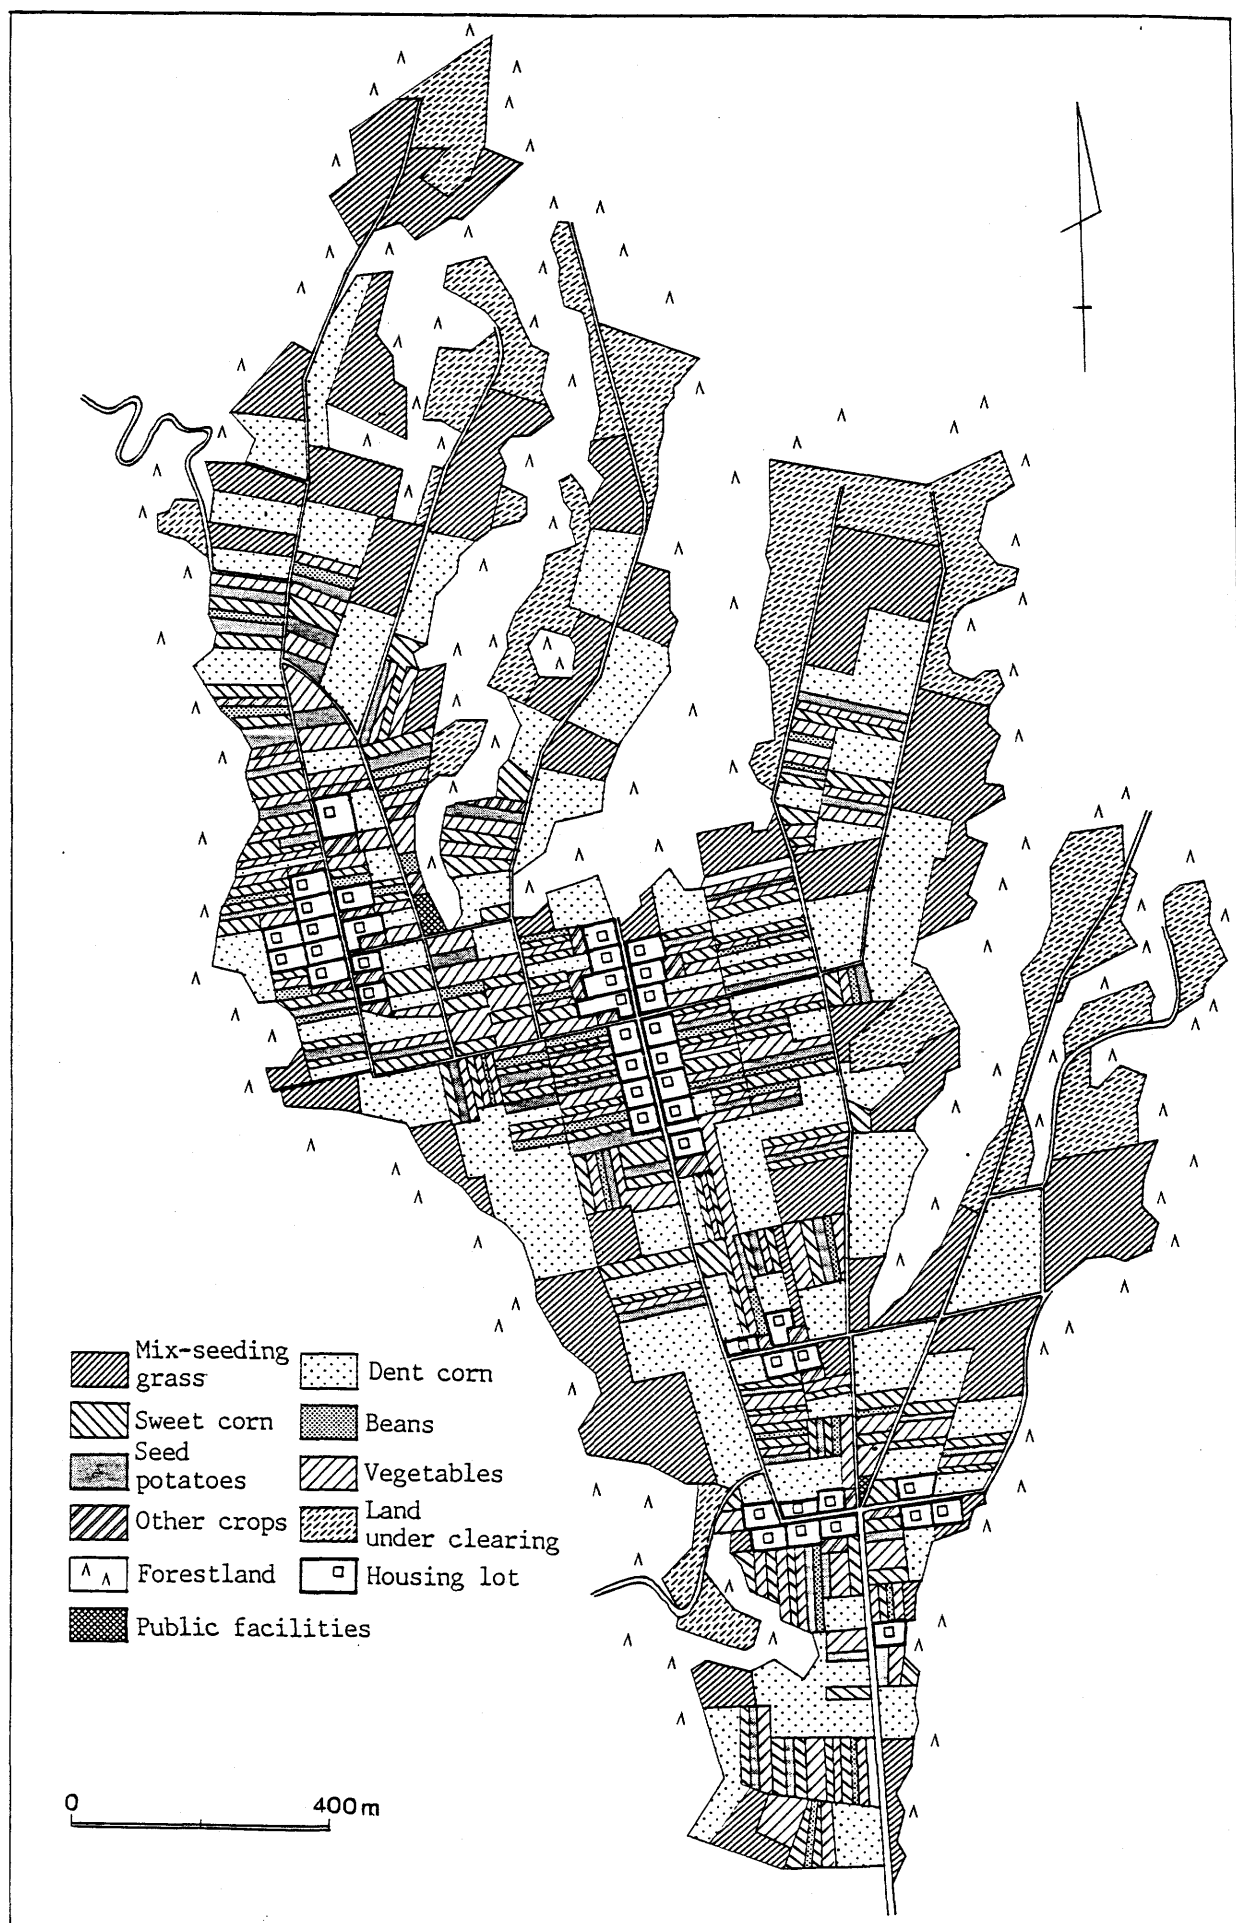 Mix-seeding
grass
Dent corn
Sweet corn
Beans
Seed
potatoes
Vegetables
Other crops
Land
under clearing
Forestland
Housing lot
Public facilities
0
400m